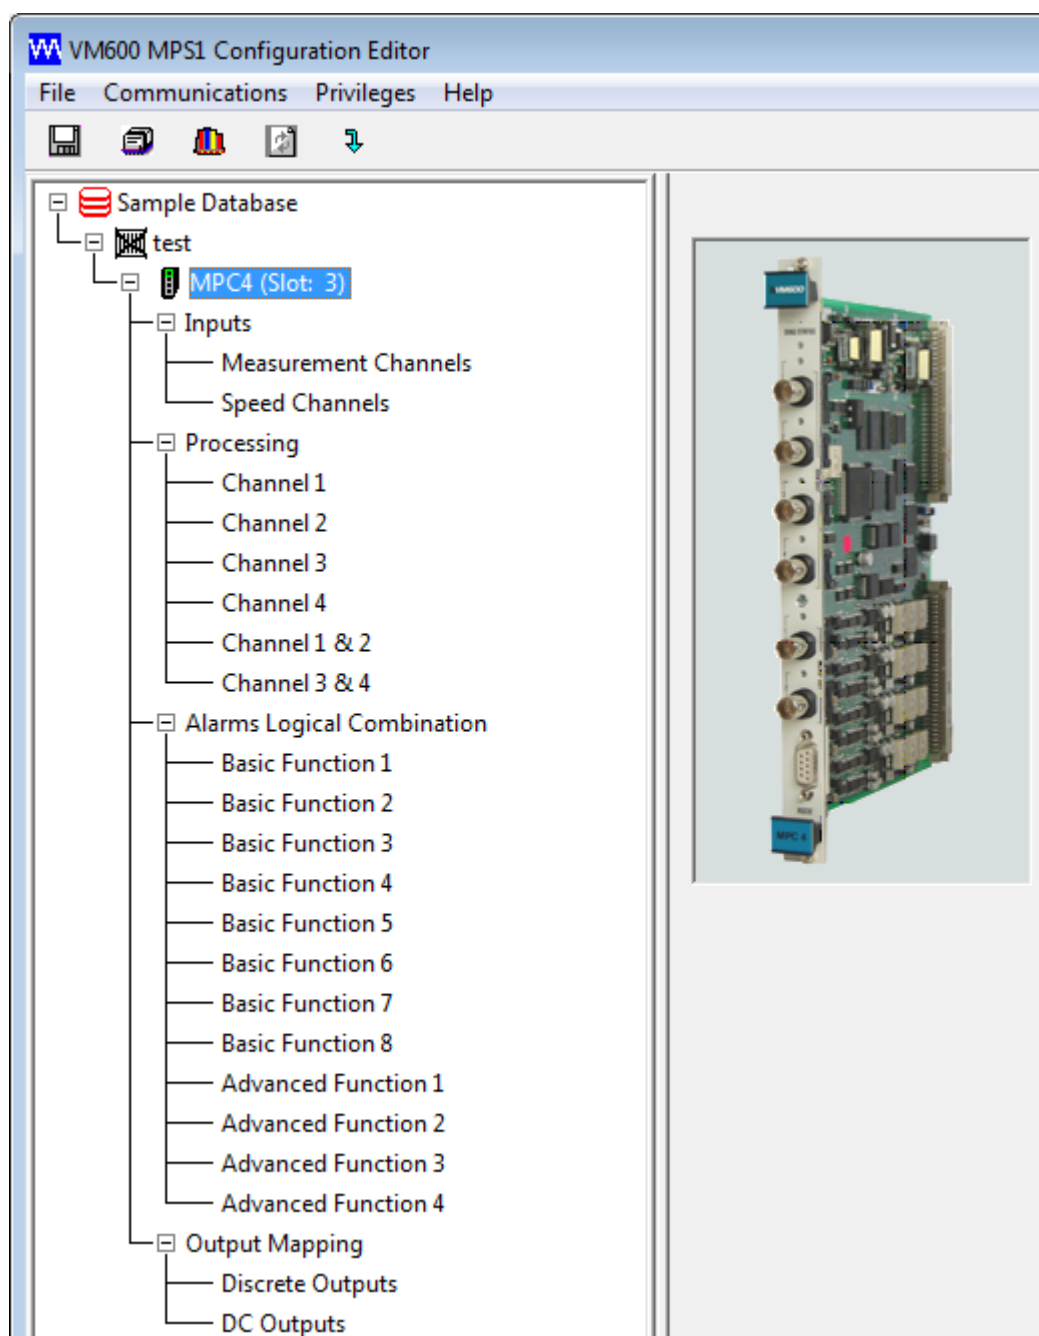 VM600 MPS1 Configuration Editor
File Communications Privileges Help
Sample Database
test
MPC4 (Slot: 3)
Inputs
Measurement Channels
Speed Channels
Processing
Channel 1
Channel 2
Channel 3
Channel 4
Channel 1 & 2
Channel 3 & 4
Alarms Logical Combination
Basic Function 1
Basic Function 2
Basic Function 3
Basic Function 4
Basic Function 5
Basic Function 6
Basic Function 7
Basic Function 8
Advanced Function 1
Advanced Function 2
Advanced Function 3
Advanced Function 4
Output Mapping
Discrete Outputs
DC Outputs
VM600
MPC 4